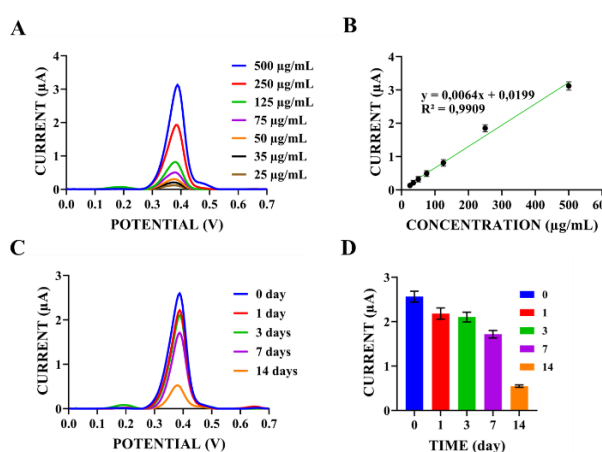 A
CURRENT (µA)
4
3
2
1
0
500 µg/mL
250 µg/mL
125 µg/mL
75 µg/mL
50 µg/mL
35 µg/mL
25 µg/mL
0.0 0.1 0.2 0.3 0.4 0.5 0.6 0.7
POTENTIAL (V)
B
CURRENT (µA)
4
3
2
1
0
y = 0,0064x + 0,0199
R² = 0,9909
0 100 200 300 400 500 600
CONCENTRATION (µg/mL)
C
CURRENT (µA)
3
2
1
0
0 day
1 day
3 days
7 days
14 days
0.0 0.1 0.2 0.3 0.4 0.5 0.6 0.7
POTENTIAL (V)
D
CURRENT (µA)
3
2
1
0
0
1
3
7
14
0 1 3 7 14
TIME (day)